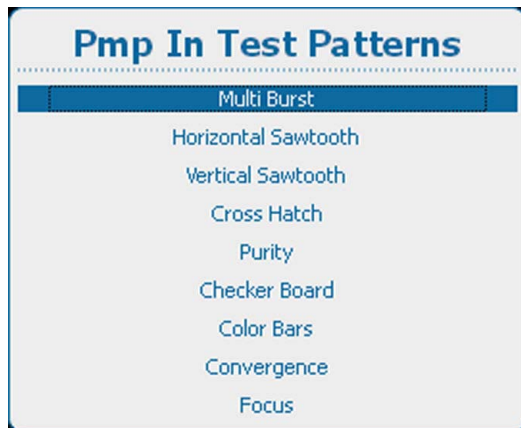 Pmp In Test Patterns
Multi Burst
Horizontal Sawtooth
Vertical Sawtooth
Cross Hatch
Purity
Checker Board
Color Bars
Convergence
Focus